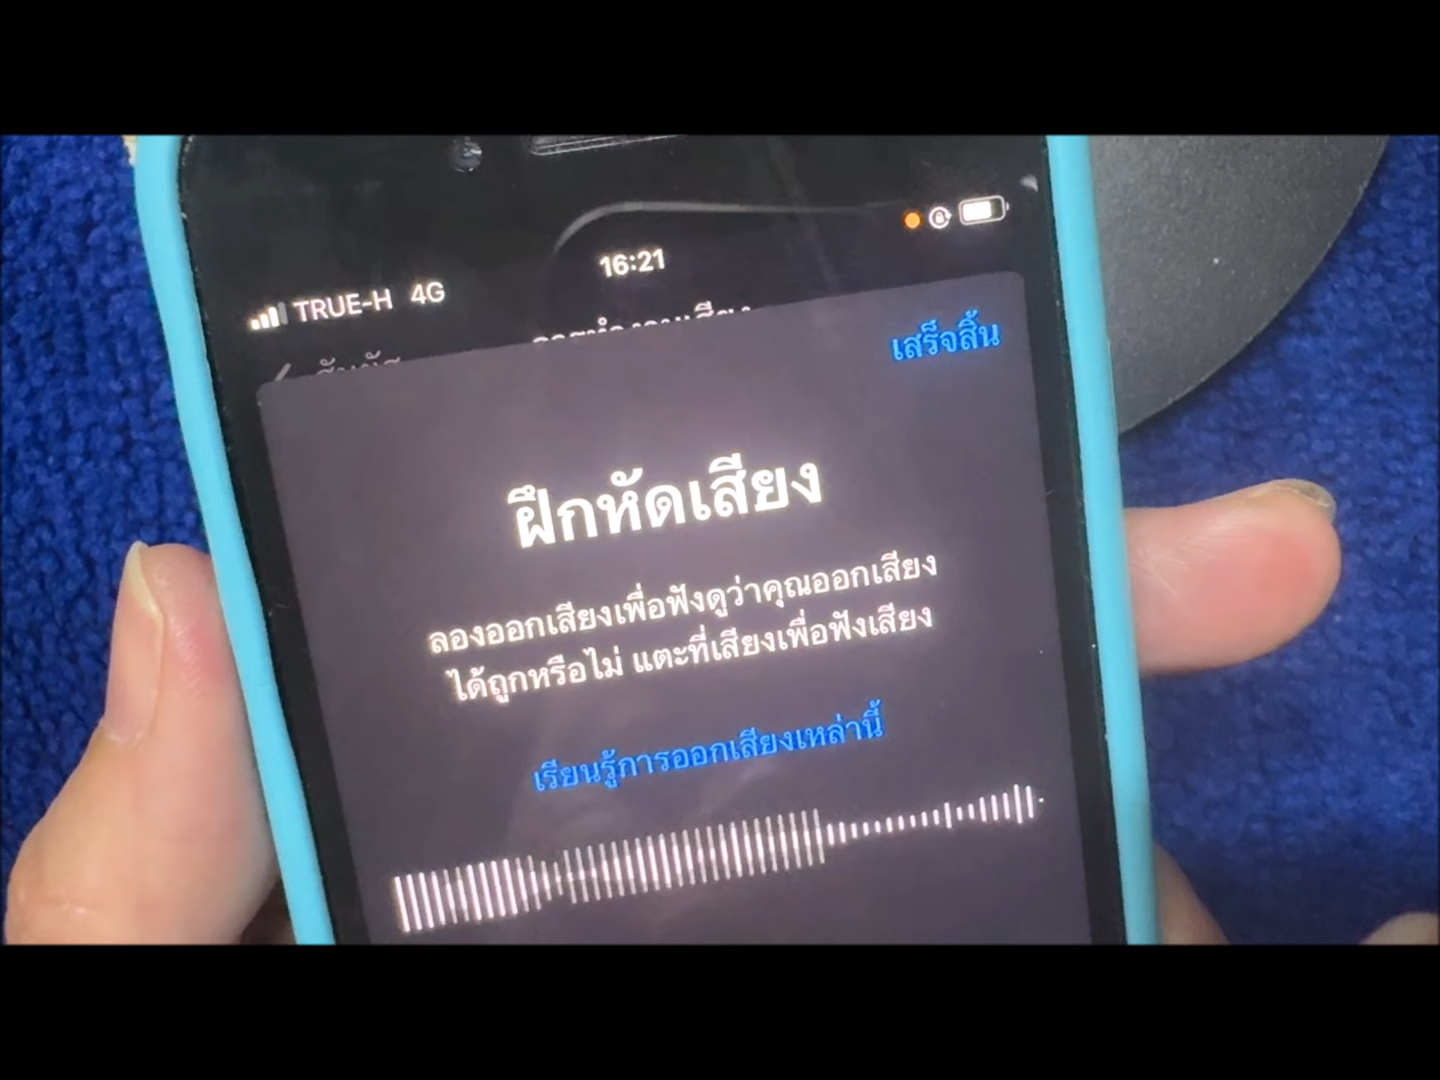 16:21
TRUE-H 4G
เสร็จสิ้น
ฝึกหัดเสียง
ลองออกเสียงเพื่อฟังดูว่าคุณออกเสียง
ได้ถูกหรือไม่ แตะที่เสียงเพื่อฟังเสียง
เรียนรู้การออกเสียงเหล่านี้